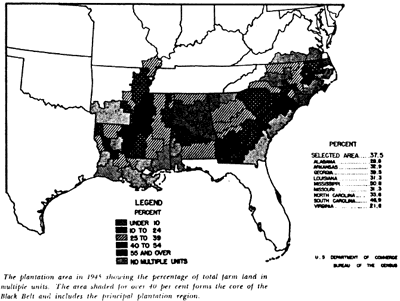 LEGEND
PERCENT
UNDER 10
10 TO 24
25 TO 39
40 TO 54
55 AND OVER
NO MULTIPLE UNITS
PERCENT
SELECTED AREA ..... 37.5
ALABAMA
ARKANSAS
GEORGIA
LOUISIANA
MISSISSIPPI
MISSOURI
NORTH CAROLINA
SOUTH CAROLINA
VIRGINIA
U. S DEPARTMENT OF COMMERCE
BUREAU OF THE CENSUS
The plantation area in 1945 showing the percentage of total farm land in
multiple units. The area shaded for over 40 per cent forms the core of the
Black Belt and includes the principal plantation region.